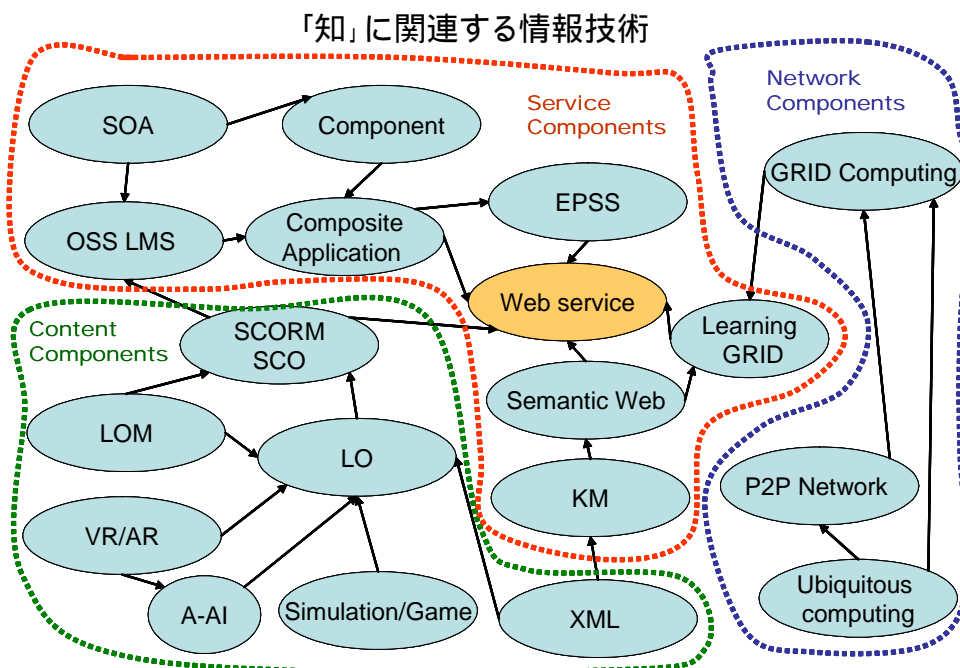 「知」に関連する情報技術
Service
Components
Network
Components
SOA
Component
GRID Computing
EPSS
OSS LMS
Composite
Application
Web service
Content
Components
SCORM
SCO
Learning
GRID
Semantic Web
LOM
LO
P2P Network
KM
VR/AR
Ubiquitous
computing
A-AI
Simulation/Game
XML